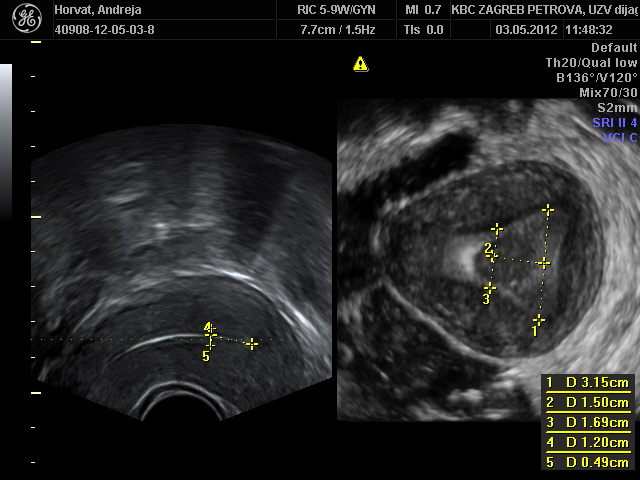 Horvat, Andreja RIC 5-9W/GYN MI 0.7 KBC ZAGREB PETROVA, UZV dijag
40908-12-05-03-8 7.7cm / 1.5Hz TIs 0.0 03.05.2012 11:48:32
Default
Th20/Qual low
B136°/V120°
Mix70/30
S2mm
SRI II 4
VCI C
2
3
1
4
5
1 D 3.15cm
2 D 1.50cm
3 D 1.69cm
4 D 1.20cm
5 D 0.49cm